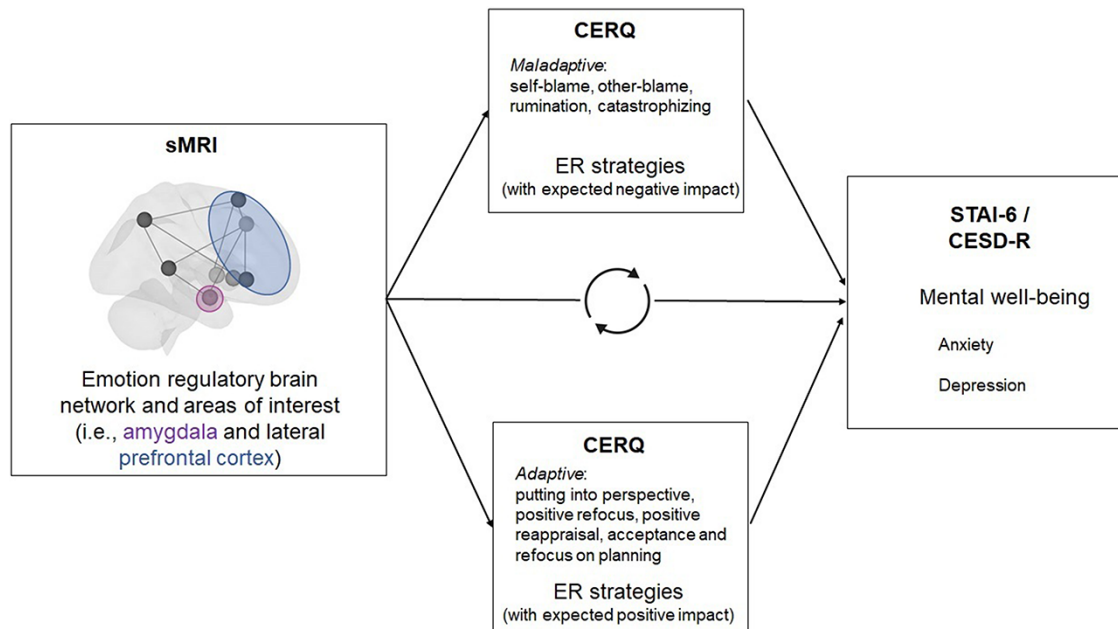 sMRI
Emotion regulatory brain
network and areas of interest
(i.e., amygdala and lateral
prefrontal cortex)
CERQ
Maladaptive:
self-blame, other-blame,
rumination, catastrophizing
ER strategies
(with expected negative impact)
CERQ
Adaptive:
putting into perspective,
positive refocus, positive
reappraisal, acceptance and
refocus on planning
ER strategies
(with expected positive impact)
STAI-6 /
CESD-R
Mental well-being
Anxiety
Depression